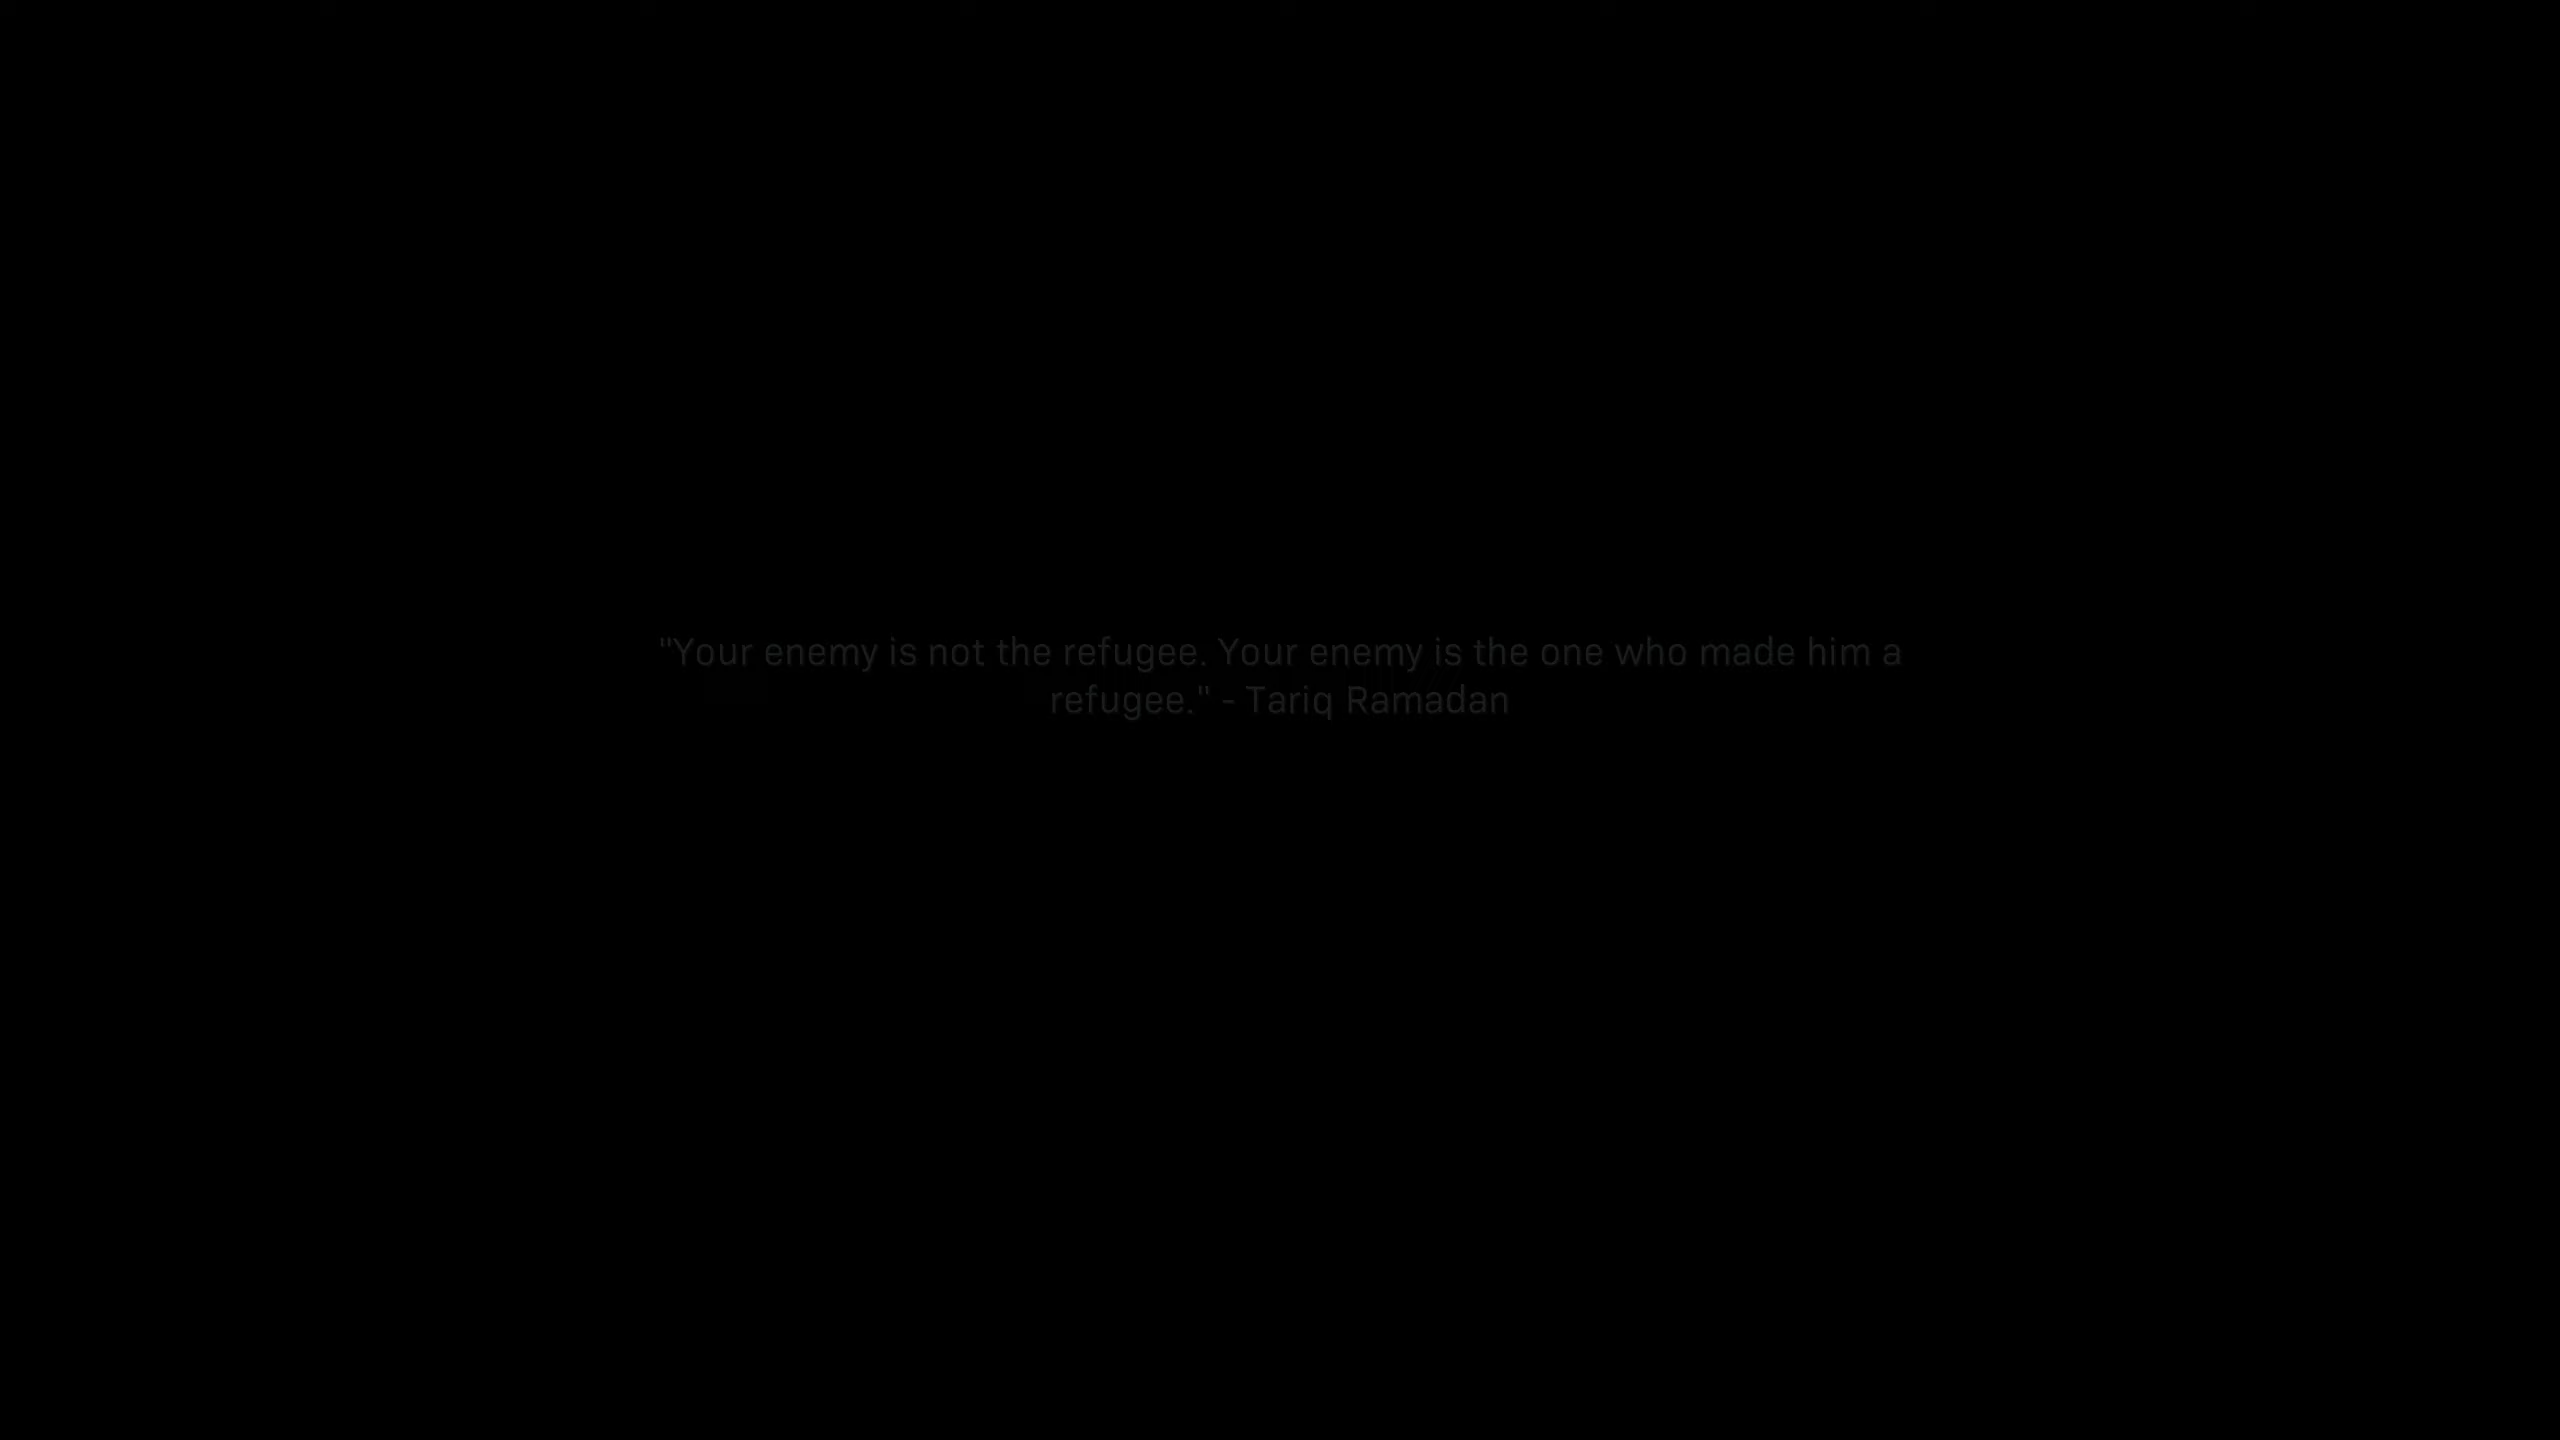 "Your enemy is not the refugee. Your enemy is the one who made him a
refugee." - Tariq Ramadan